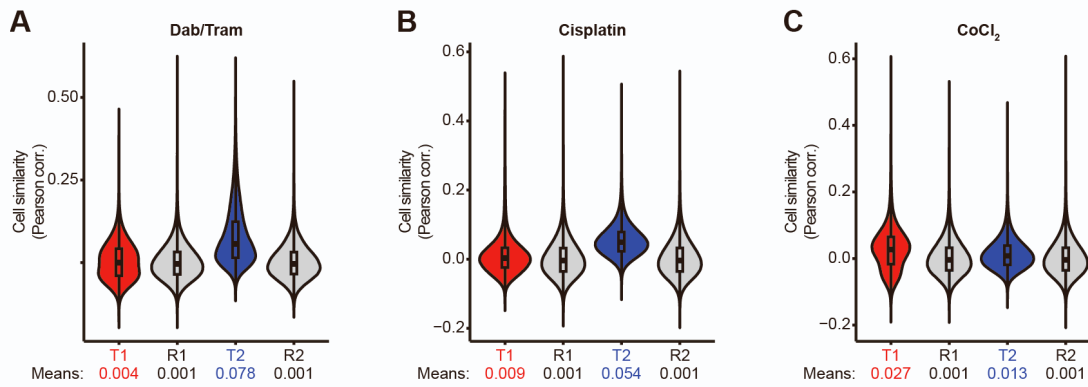 A
Dab/Tram
Cell similarity
(Pearson corr.)
0.50
0.25
T1 R1 T2 R2
Means: 0.004 0.001 0.078 0.001
B
Cisplatin
Cell similarity
(Pearson corr.)
0.6
0.4
0.2
0.0
−0.2
T1 R1 T2 R2
Means: 0.009 0.001 0.054 0.001
C
CoCl₂
Cell similarity
(Pearson corr.)
0.6
0.4
0.2
0.0
−0.2
T1 R1 T2 R2
Means: 0.027 0.001 0.013 0.001